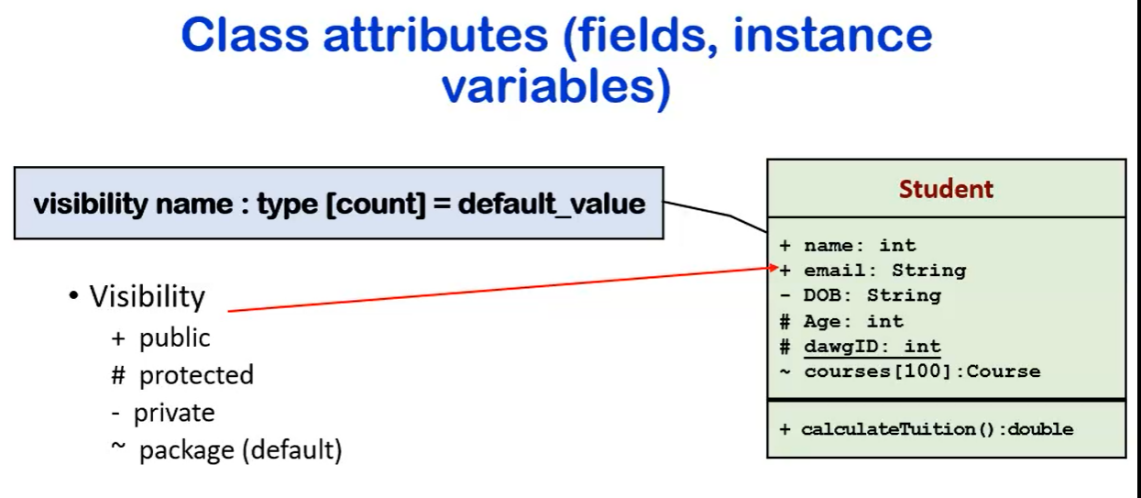 Class attributes (fields, instance
variables)
visibility name : type [count] = default_value
• Visibility
+ public
# protected
- private
~ package (default)
Student
+ name: int
+ email: String
- DOB: String
# Age: int
# dawgID: int
~ courses[100]:Course
+ calculateTuition():double